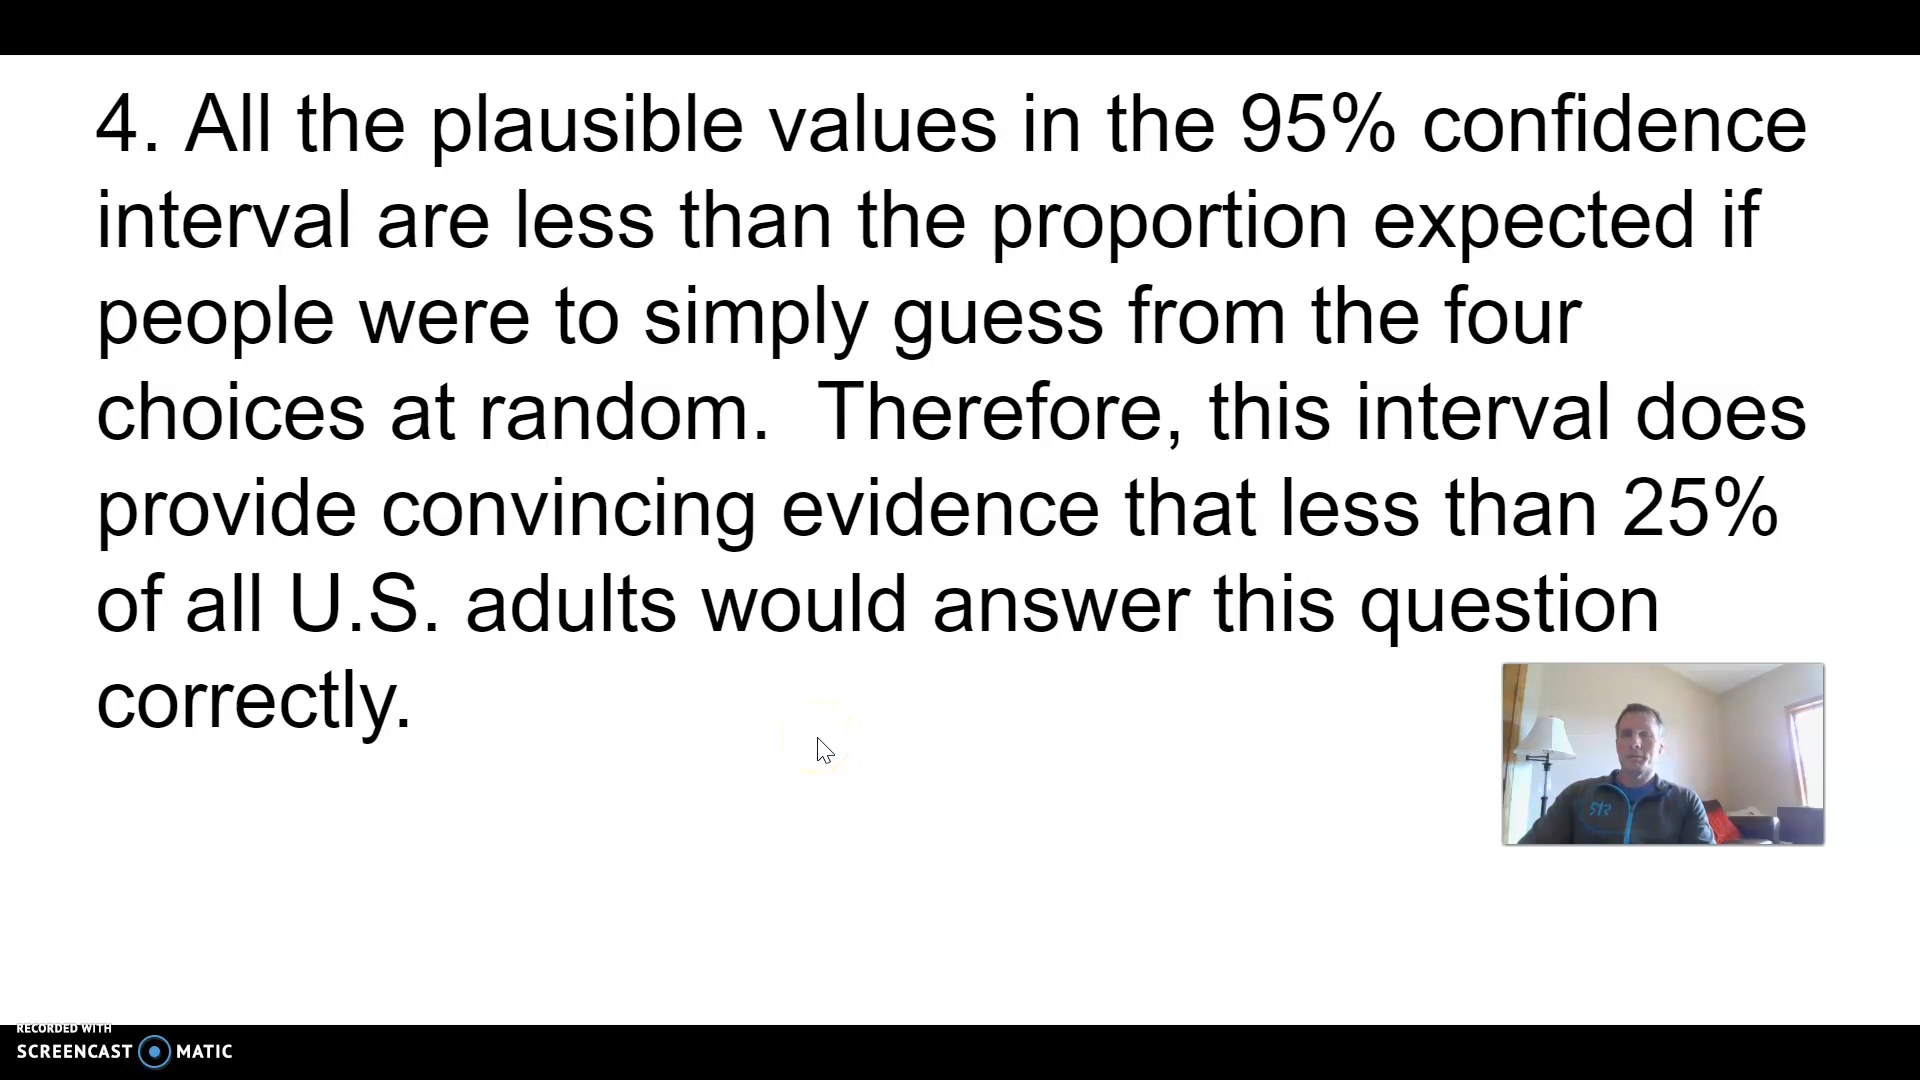 4. All the plausible values in the 95% confidence
interval are less than the proportion expected if
people were to simply guess from the four
choices at random.  Therefore, this interval does
provide convincing evidence that less than 25%
of all U.S. adults would answer this question
correctly.
RECORDED WITH
SCREENCAST MATIC